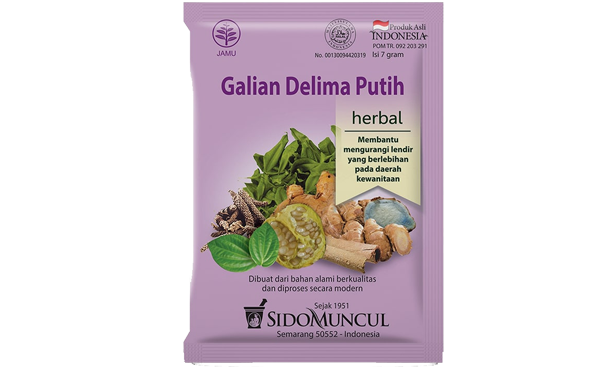 JAMU
No. 00130094420319
Produk Asli
INDONESIA
POM TR. 092 203 291
Isi 7 gram
Galian Delima Putih
herbal
Membantu
mengurangi lendir
yang berlebihan
pada daerah
kewanitaan
Dibuat dari bahan alami berkualitas
dan diproses secara modern
Sejak 1951
SIDOMUNCUL
Semarang 50552 - Indonesia